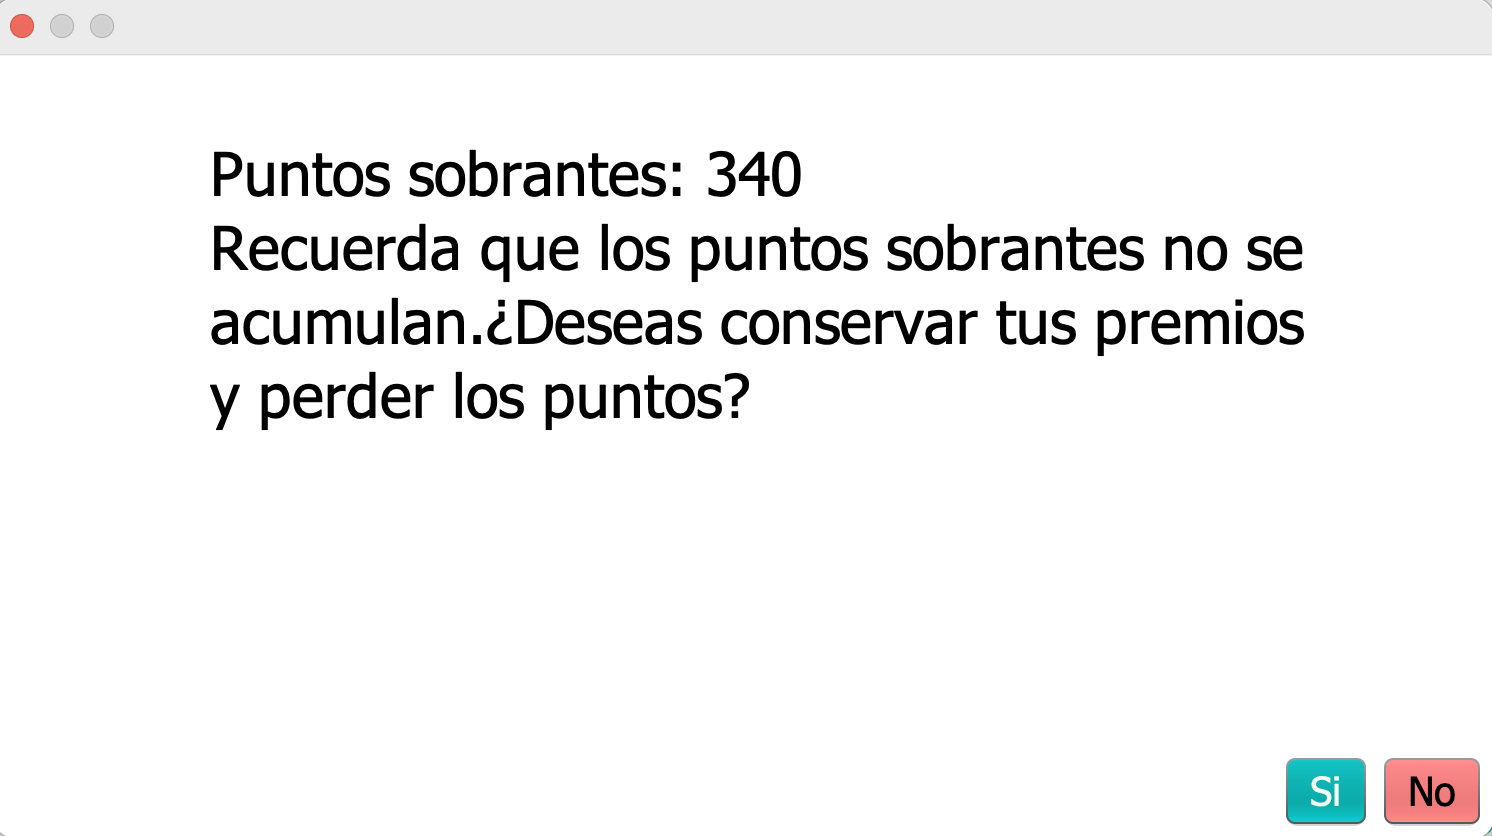 Puntos sobrantes: 340
Recuerda que los puntos sobrantes no se
acumulan.¿Deseas conservar tus premios
y perder los puntos?
Si
No